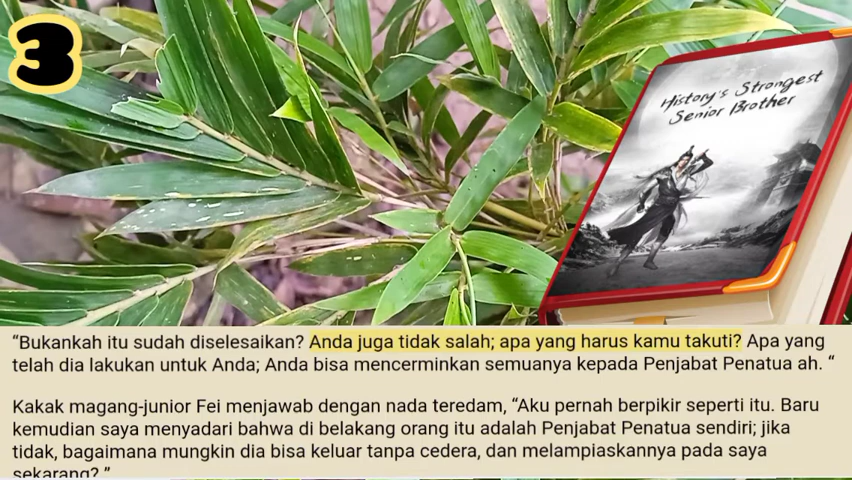 3
History's Strongest
Senior Brother
“Bukankah itu sudah diselesaikan? Anda juga tidak salah; apa yang harus kamu takuti? Apa yang
telah dia lakukan untuk Anda; Anda bisa mencerminkan semuanya kepada Penjabat Penatua ah. “
Kakak magang-junior Fei menjawab dengan nada teredam, “Aku pernah berpikir seperti itu. Baru
kemudian saya menyadari bahwa di belakang orang itu adalah Penjabat Penatua sendiri; jika
tidak, bagaimana mungkin dia bisa keluar tanpa cedera, dan melampiaskannya pada saya
sekarang? ”